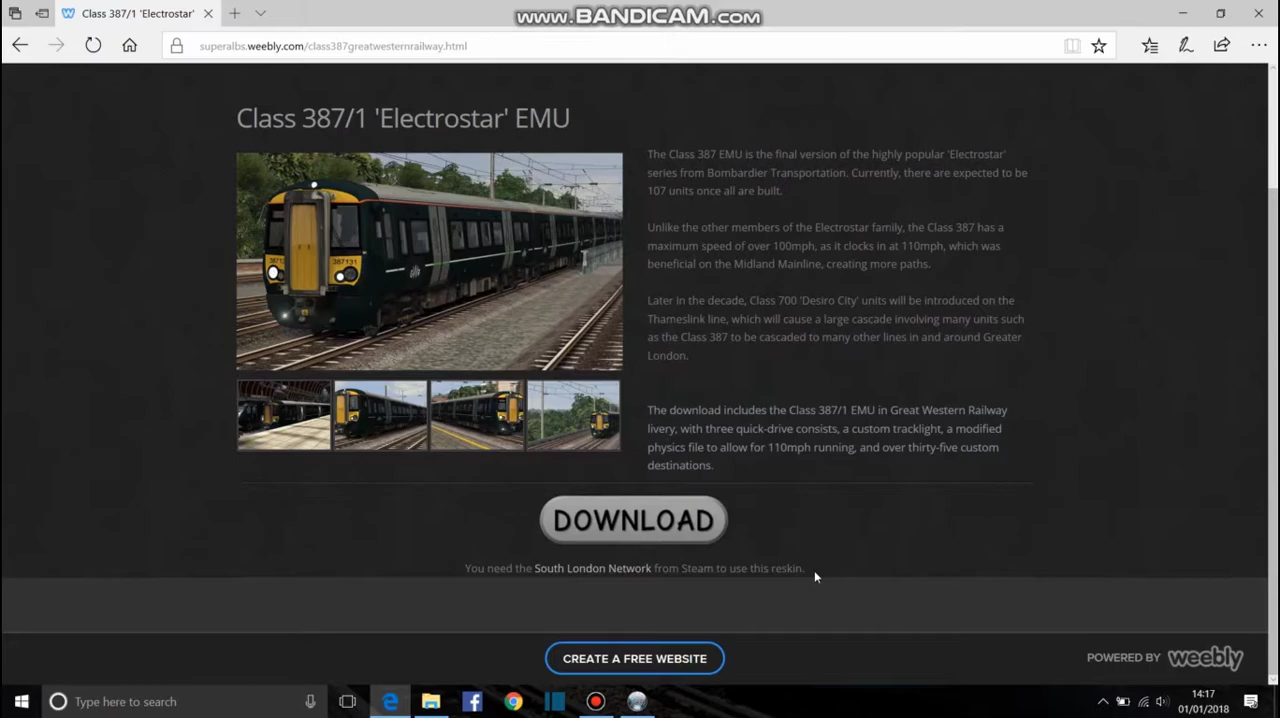 Class 387/1 'Electrostar'
www.BANDICAM.com
superalbs.weebly.com/class387greatwesternrailway.html
Class 387/1 'Electrostar' EMU
The Class 387 EMU is the final version of the highly popular 'Electrostar'
series from Bombardier Transportation. Currently, there are expected to be
107 units once all are built.
Unlike the other members of the Electrostar family, the Class 387 has a
maximum speed of over 100mph, as it clocks in at 110mph, which was
beneficial on the Midland Mainline, creating more paths.
Later in the decade, Class 700 'Desiro City' units will be introduced on the
Thameslink line, which will cause a large cascade involving many units such
as the Class 387 to be cascaded to many other lines in and around Greater
London.
The download includes the Class 387/1 EMU in Great Western Railway
livery, with three quick-drive consists, a custom tracklight, a modified
physics file to allow for 110mph running, and over thirty-five custom
destinations.
387131
DOWNLOAD
You need the South London Network from Steam to use this reskin.
CREATE A FREE WEBSITE
POWERED BY weebly
Type here to search
14:17
01/01/2018